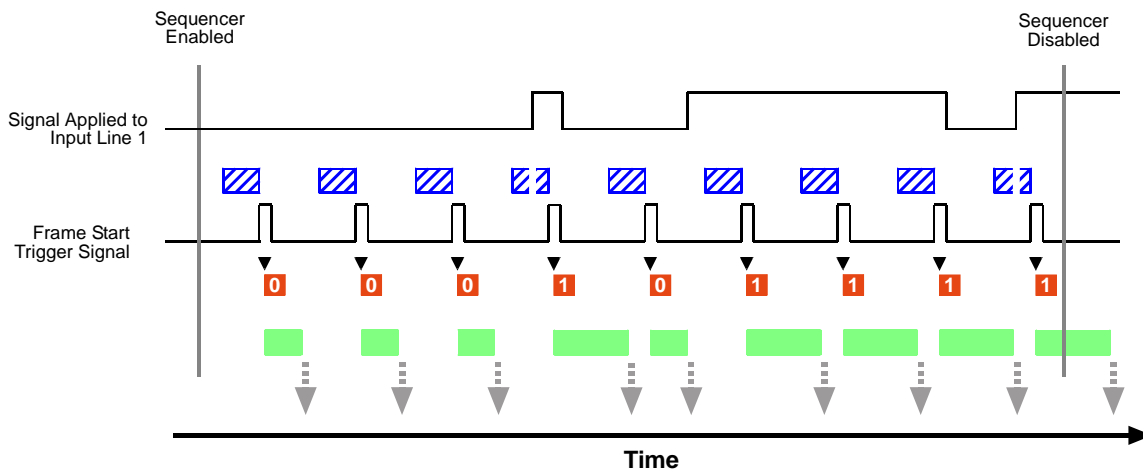 Sequencer
Enabled
Sequencer
Disabled
Signal Applied to
Input Line 1
Frame Start
Trigger Signal
0 0 0 1 0 1 1 1 1
Time